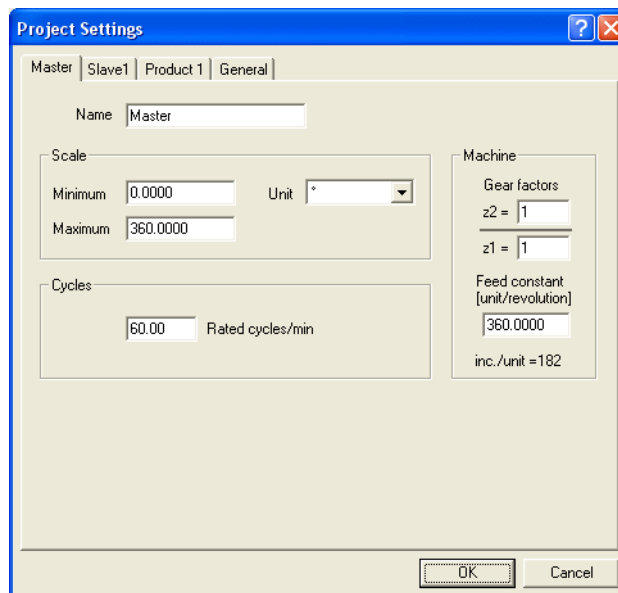 Project Settings
Master Slave1 Product 1 General
Name Master
Scale
Minimum 0.0000 Unit °
Maximum 360.0000
Cycles
60.00 Rated cycles/min
Machine
Gear factors
z2 = 1
z1 = 1
Feed constant
[unit/revolution]
360.0000
inc./unit =182
OK Cancel